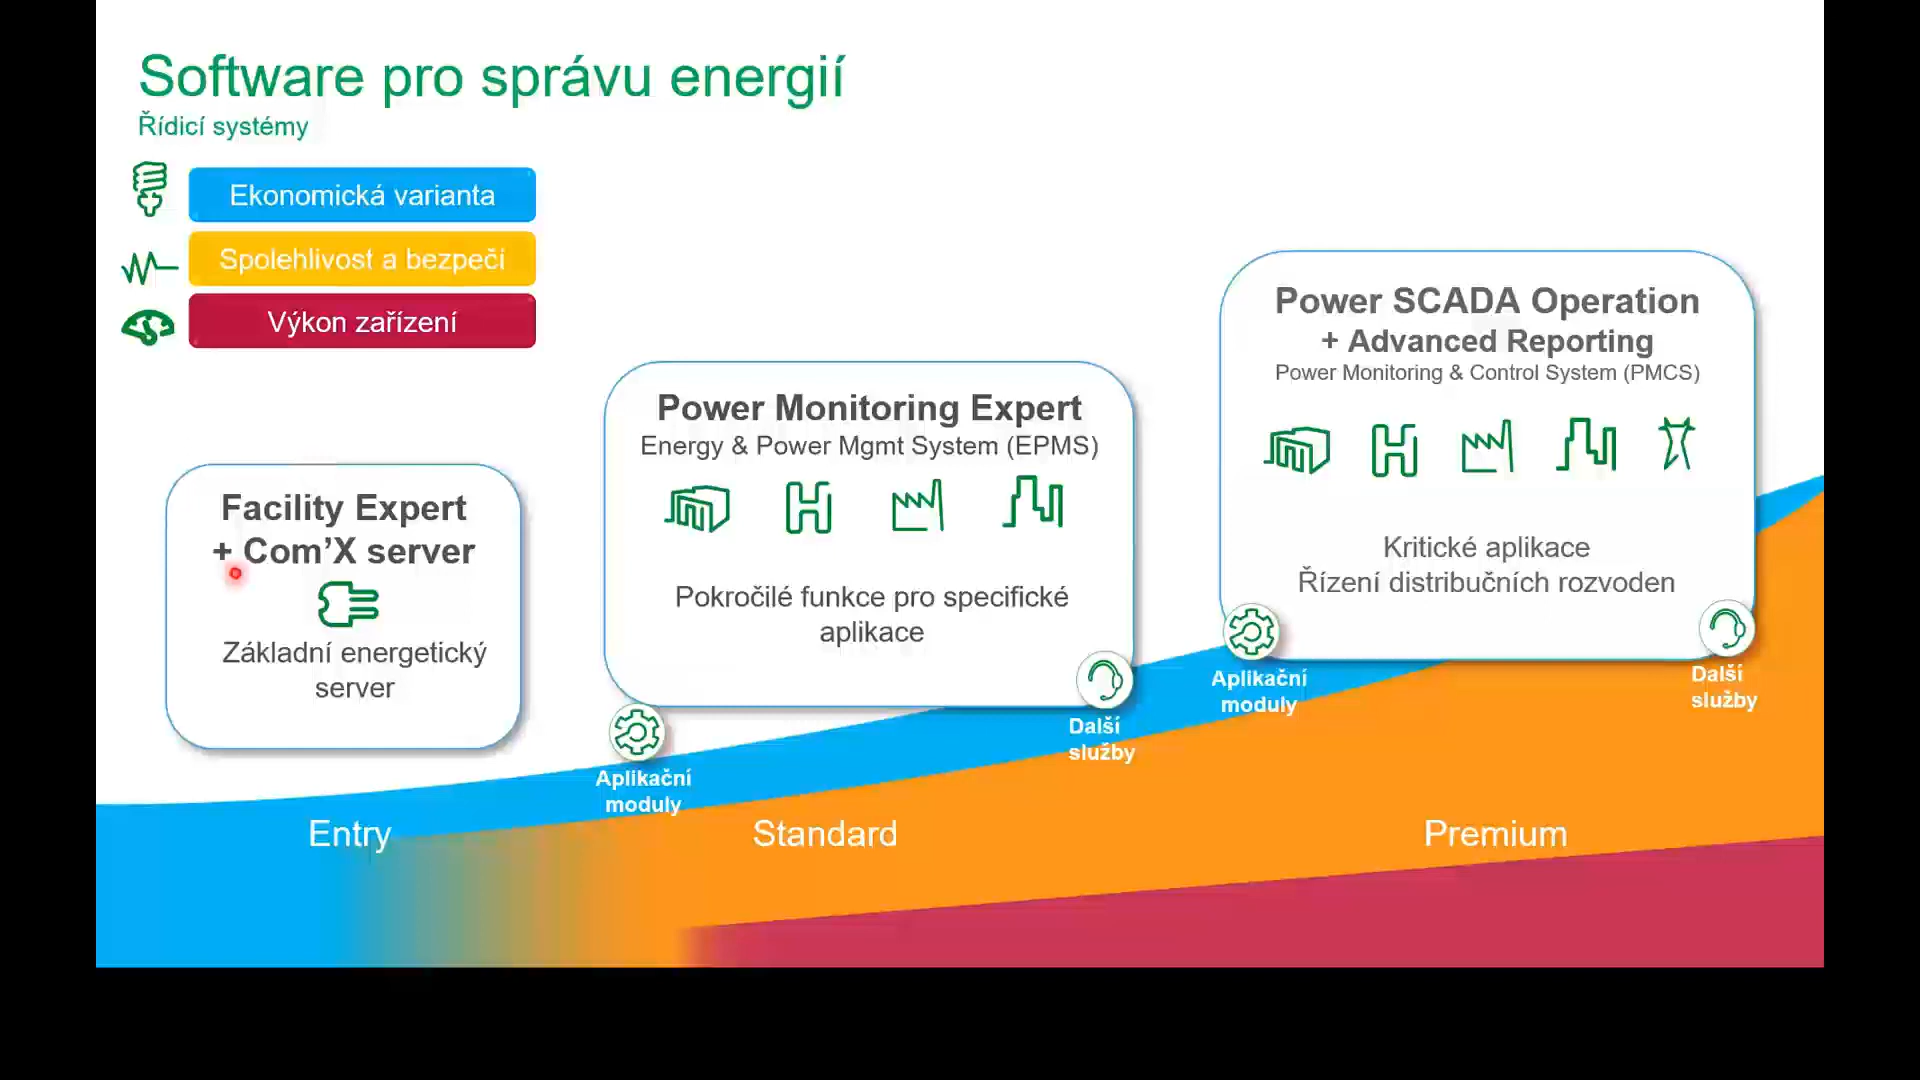 Software pro správu energií
Řídicí systémy
Ekonomická varianta
Spolehlivost a bezpečí
Výkon zařízení
Facility Expert
+ Com’X server
Základní energetický
server
Power Monitoring Expert
Energy & Power Mgmt System (EPMS)
Pokročilé funkce pro specifické
aplikace
Aplikační
moduly
Další
služby
Power SCADA Operation
+ Advanced Reporting
Power Monitoring & Control System (PMCS)
Kritické aplikace
Řízení distribučních rozvoden
Aplikační
moduly
Další
služby
Entry
Standard
Premium